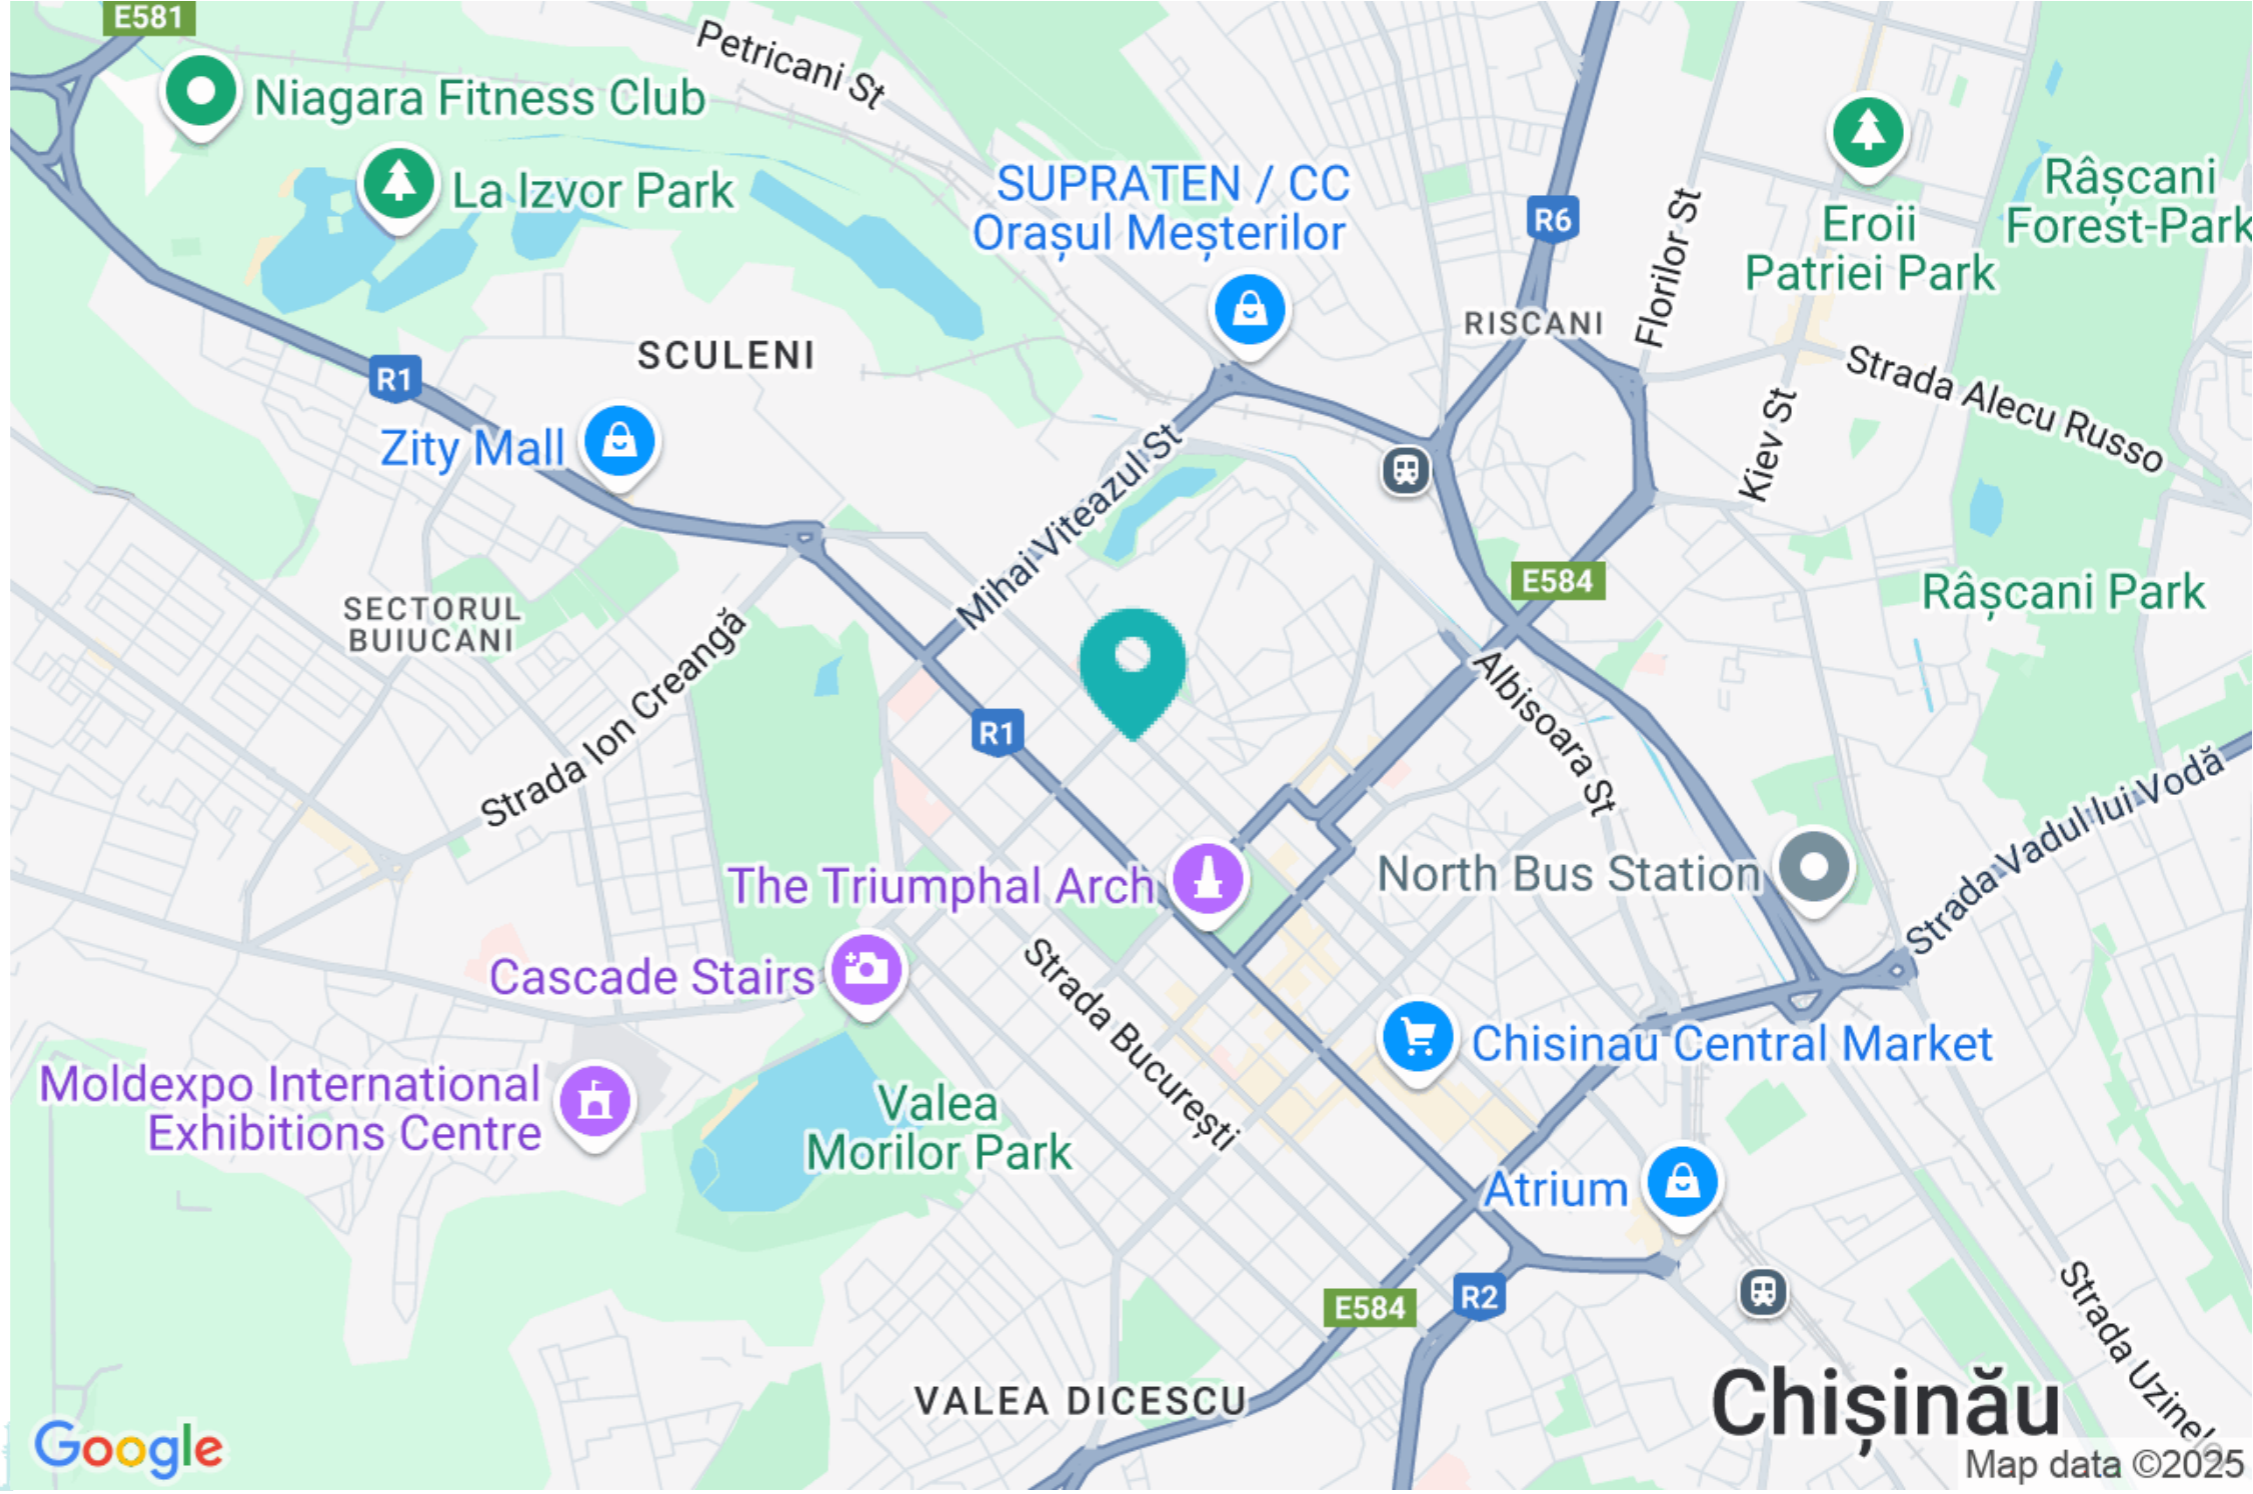 E581
Petricani St
Niagara Fitness Club
La Izvor Park
SUPRATEN / CC
Orașul Meșterilor
R6
Florilor St
Râșcani
Forest-Park
Eroii
Patriei Park
RISCANI
SCULENI
R1
Strada Alecu Russo
Zity Mall
Kiev St
Mihai Viteazul St
E584
Râșcani Park
SECTORUL
BUIUCANI
Strada Ion Creangă
Albisoara St
R1
Strada Vadul lui Vodă
The Triumphal Arch
North Bus Station
Cascade Stairs
Strada București
Chisinau Central Market
Moldexpo International
Exhibitions Centre
Valea
Morilor Park
Atrium
E584
R2
Strada Uzinelo
VALEA DICESCU
Chișinău
Google
Map data ©2025